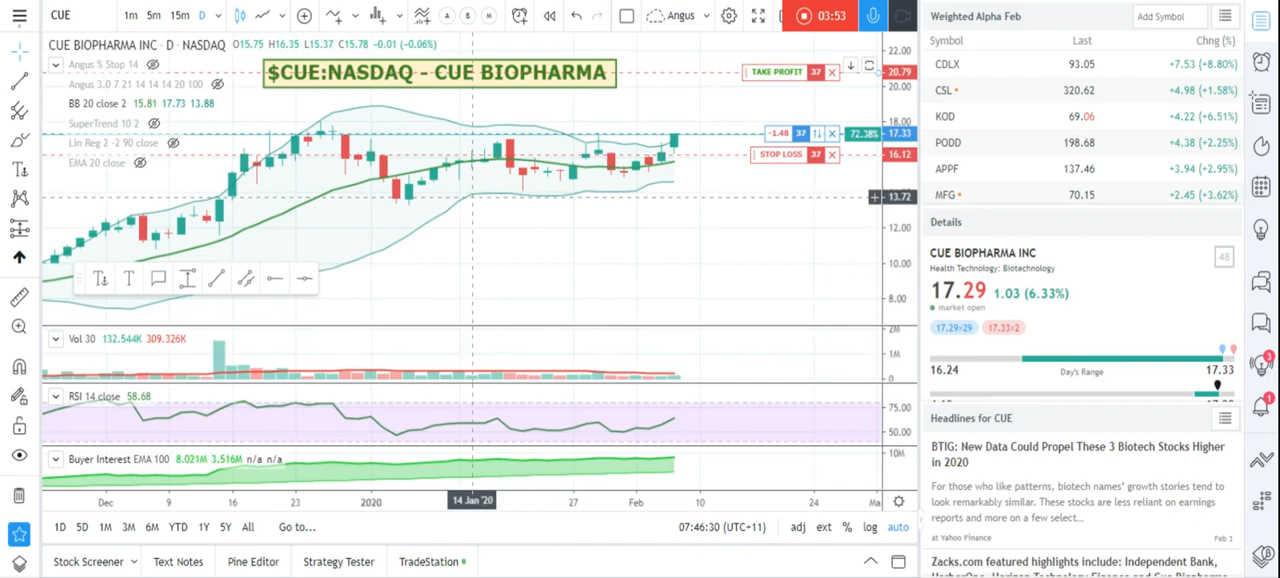 CUE 1m 5m 15m D Angus 03:53
CUE BIOPHARMA INC · D · NASDAQ O15.75 H16.35 L15.37 C15.78 -0.01 (-0.06%)
Angus % Stop 14
Angus 3.0 7 21 14 14 14 20 100
BB 20 close 2 15.81 17.73 13.88
SuperTrend 10 2
Lin Reg 2 -2 90 close
EMA 20 close
$CUE:NASDAQ - CUE BIOPHARMA
TAKE PROFIT 37
-1.48 37
STOP LOSS 37
22.00
20.79
20.00
72.38% 17.33
16.12
13.72
12.00
10.00
8.00
Vol 30 132.544K 309.326K
2M
1M
0
RSI 14 close 58.68
75.00
50.00
Buyer Interest EMA 100 8.021M 3.516M n/a n/a
10M
Dec 9 16 23 2020 14 Jan '20 27 Feb 10 24 Ma
1D 5D 1M 3M 6M YTD 1Y 5Y All Go to... 07:46:30 (UTC+11) adj ext % log auto
Stock Screener Text Notes Pine Editor Strategy Tester TradeStation
Weighted Alpha Feb Add Symbol
Symbol Last Chng (%)
CDLX 93.05 +7.53 (+8.80%)
CSL 320.62 +4.98 (+1.58%)
KOD 69.06 +4.22 (+6.51%)
PODD 198.68 +4.38 (+2.25%)
APPF 137.46 +3.94 (+2.95%)
MFG 70.15 +2.45 (+3.62%)
Details
CUE BIOPHARMA INC 48
Health Technology: Biotechnology
17.29 1.03 (6.33%)
market open
17.29×29 17.33×2
16.24 Day's Range 17.33
Headlines for CUE
BTIG: New Data Could Propel These 3 Biotech Stocks Higher
in 2020
For those who like patterns, biotech names' growth stories tend to
look remarkably similar. These stocks are less reliant on earnings
reports and more on a few select...
at Yahoo Finance Feb 3
Zacks.com featured highlights include: Independent Bank,
3
1